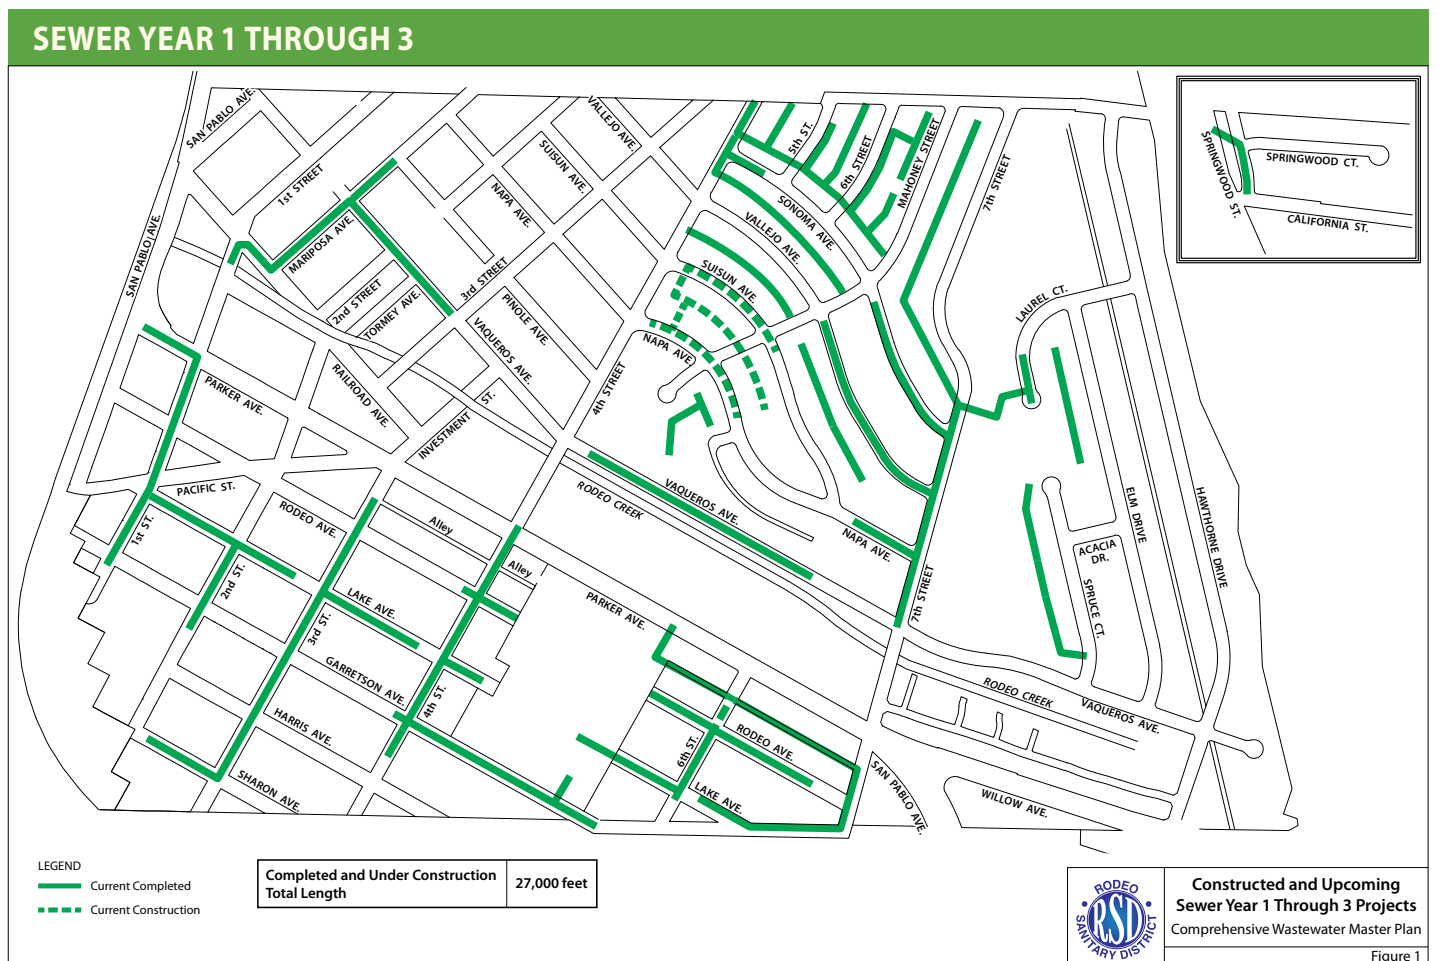 SEWER YEAR 1 THROUGH 3
SAN PABLO AVE.
VALLEJO AVE.
5th ST.
6th STREET
MAHONEY STREET
SUISUN AVE.
1st STREET
NAPA AVE.
7th STREET
SONOMA AVE.
VALLEJO AVE.
SPRINGWOOD ST.
SPRINGWOOD CT.
CALIFORNIA ST.
SAN PABLO AVE.
MARIPOSA AVE.
2nd STREET
3rd STREET
TORMEY AVE.
SUISUN AVE.
PINOLE AVE.
VAQUEROS AVE.
LAUREL CT.
NAPA AVE.
4th STREET
PARKER AVE.
RAILROAD AVE.
INVESTMENT ST.
PACIFIC ST.
RODEO AVE.
Alley
RODEO CREEK
VAQUEROS AVE.
NAPA AVE.
ELM DRIVE
HAWTHORNE DRIVE
ACACIA
DR.
SPRUCE CT.
1st ST.
2nd ST.
Alley
LAKE AVE.
3rd ST.
PARKER AVE.
7th STREET
GARRETSON AVE.
4th ST.
RODEO CREEK
VAQUEROS AVE.
HARRIS AVE.
6th ST.
RODEO AVE.
SHARON AVE.
LAKE AVE.
SAN PABLO AVE.
WILLOW AVE.
LEGEND
Current Completed
Current Construction
Completed and Under Construction
Total Length
27,000 feet
RODEO
RSD
SANITARY DISTRICT
Constructed and Upcoming
Sewer Year 1 Through 3 Projects
Comprehensive Wastewater Master Plan
Figure 1